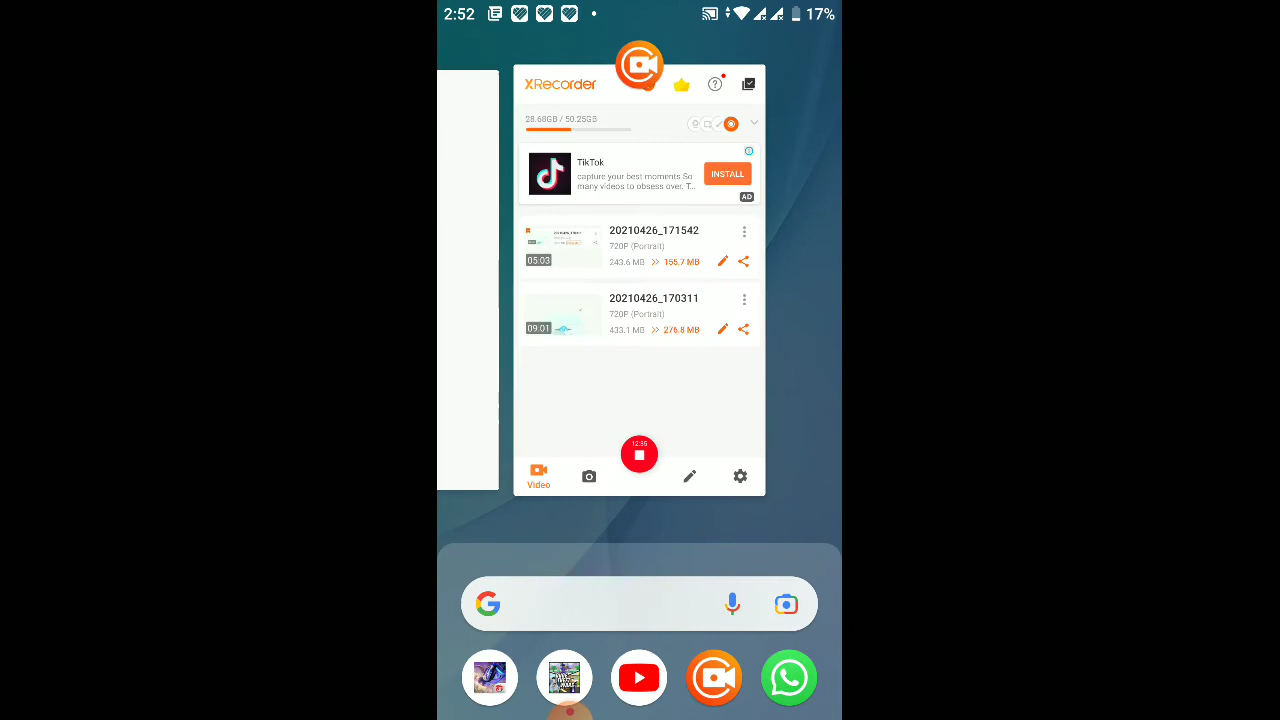 2:52
17%
XRecorder
28.68GB / 50.25GB
TikTok
capture your best moments So
many videos to obsess over. T...
INSTALL
AD
20210426_171542
720P (Portrait)
05:03
243.6 MB >> 155.7 MB
20210426_170311
720P (Portrait)
09:01
433.1 MB >> 276.8 MB
12:35
Video